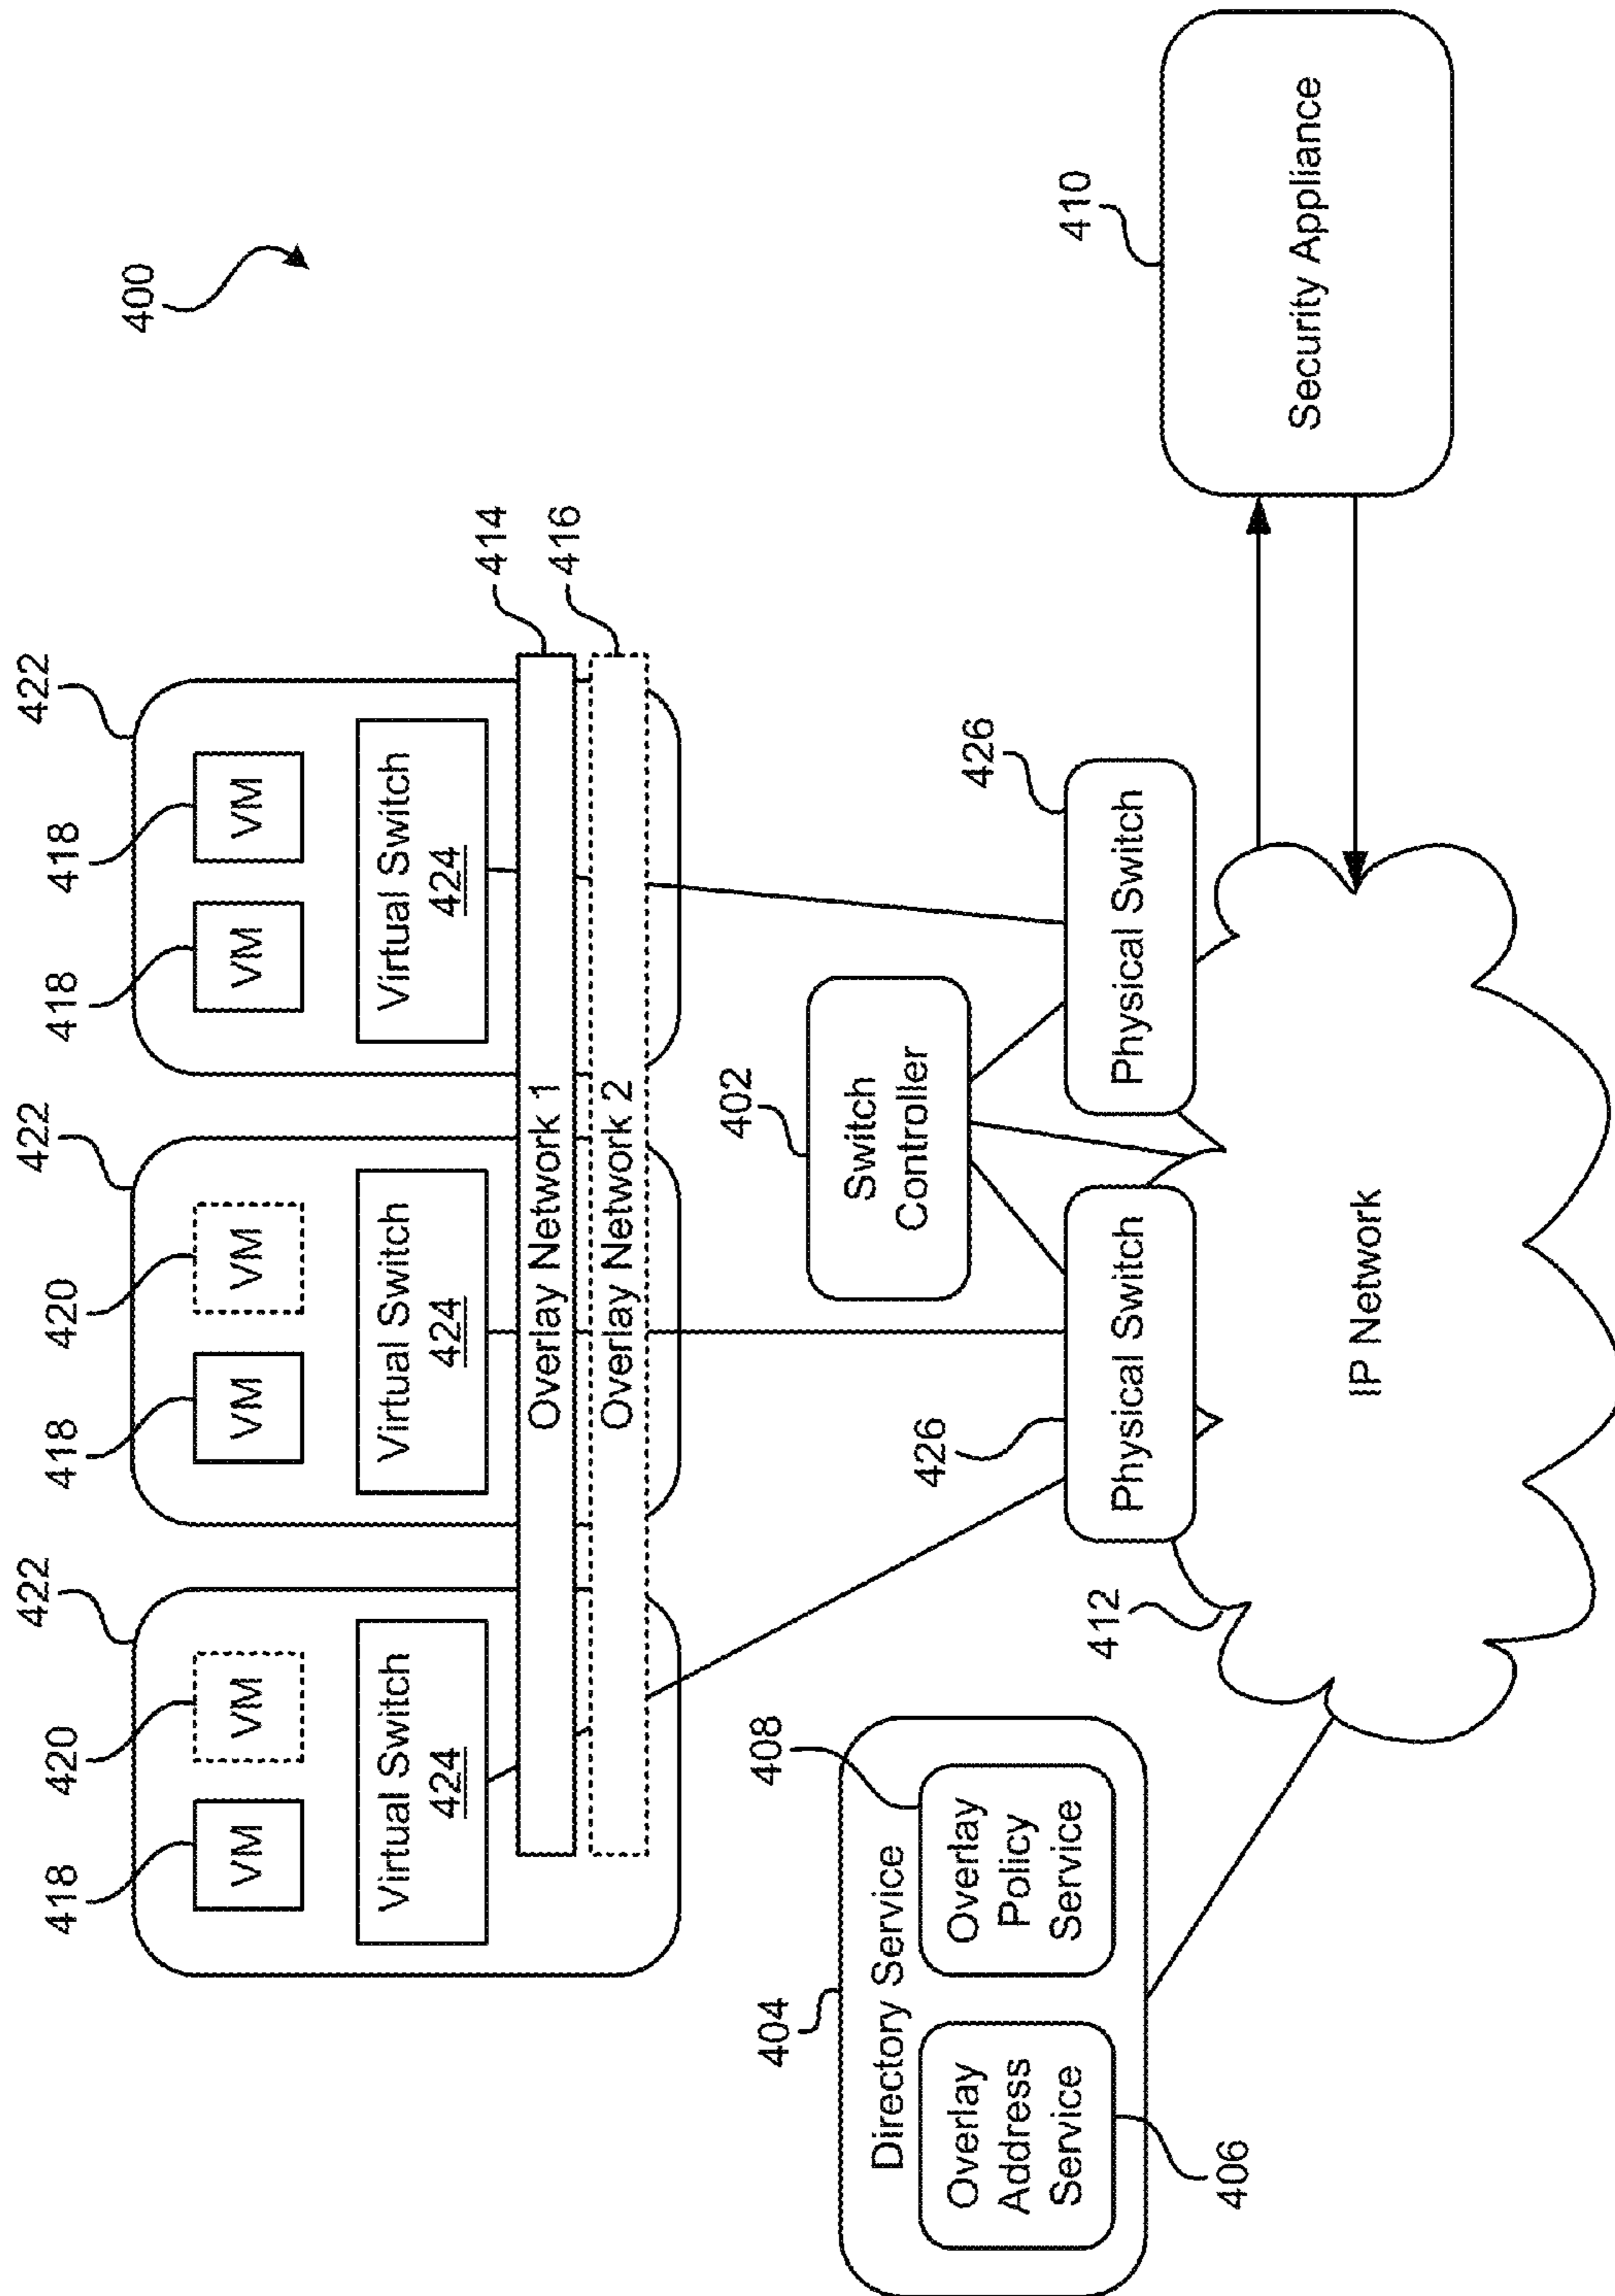 400
422
422
422
418
420
418
420
418
418
VM
VM
VM
VM
VM
VM
Virtual Switch
424
Virtual Switch
424
Virtual Switch
424
414
Overlay Network 1
416
Overlay Network 2
404
Directory Service
408
Overlay
Address
Service
Overlay
Policy
Service
406
402
Switch
Controller
426
Physical Switch
426
Physical Switch
412
IP Network
410
Security Appliance